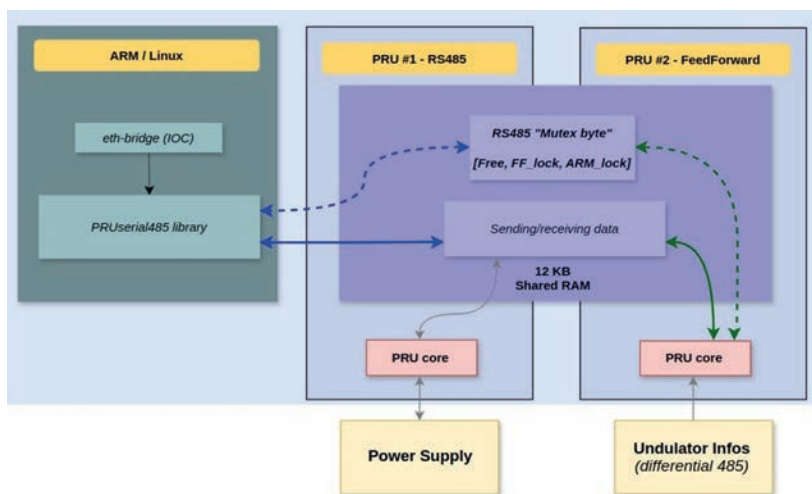 ARM / Linux
PRU #1 - RS485
PRU #2 - FeedForward
eth-bridge (IOC)
RS485 "Mutex byte"
[Free, FF_lock, ARM_lock]
PRUserial485 library
Sending/receiving data
12 KB
Shared RAM
PRU core
PRU core
Power Supply
Undulator Infos
(differential 485)